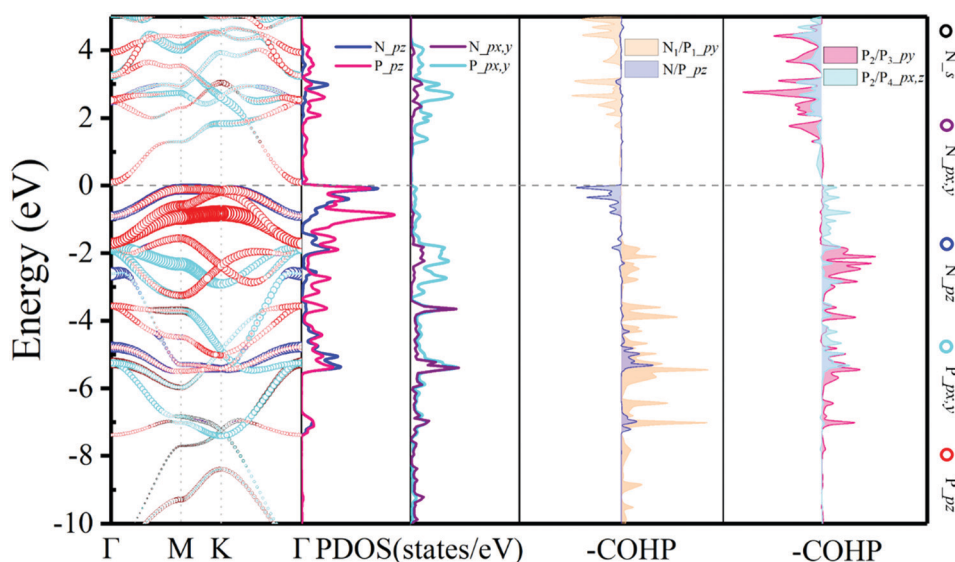 Energy (eV)
4
2
0
-2
-4
-6
-8
-10
Γ M K Γ
N_pz
P_pz
N_px,y
P_px,y
PDOS(states/eV)
N₁/P₁_py
N/P_pz
-COHP
P₂/P₃_py
P₂/P₄_px,z
-COHP
N_s
N_px,y
N_pz
P_px,y
P_pz